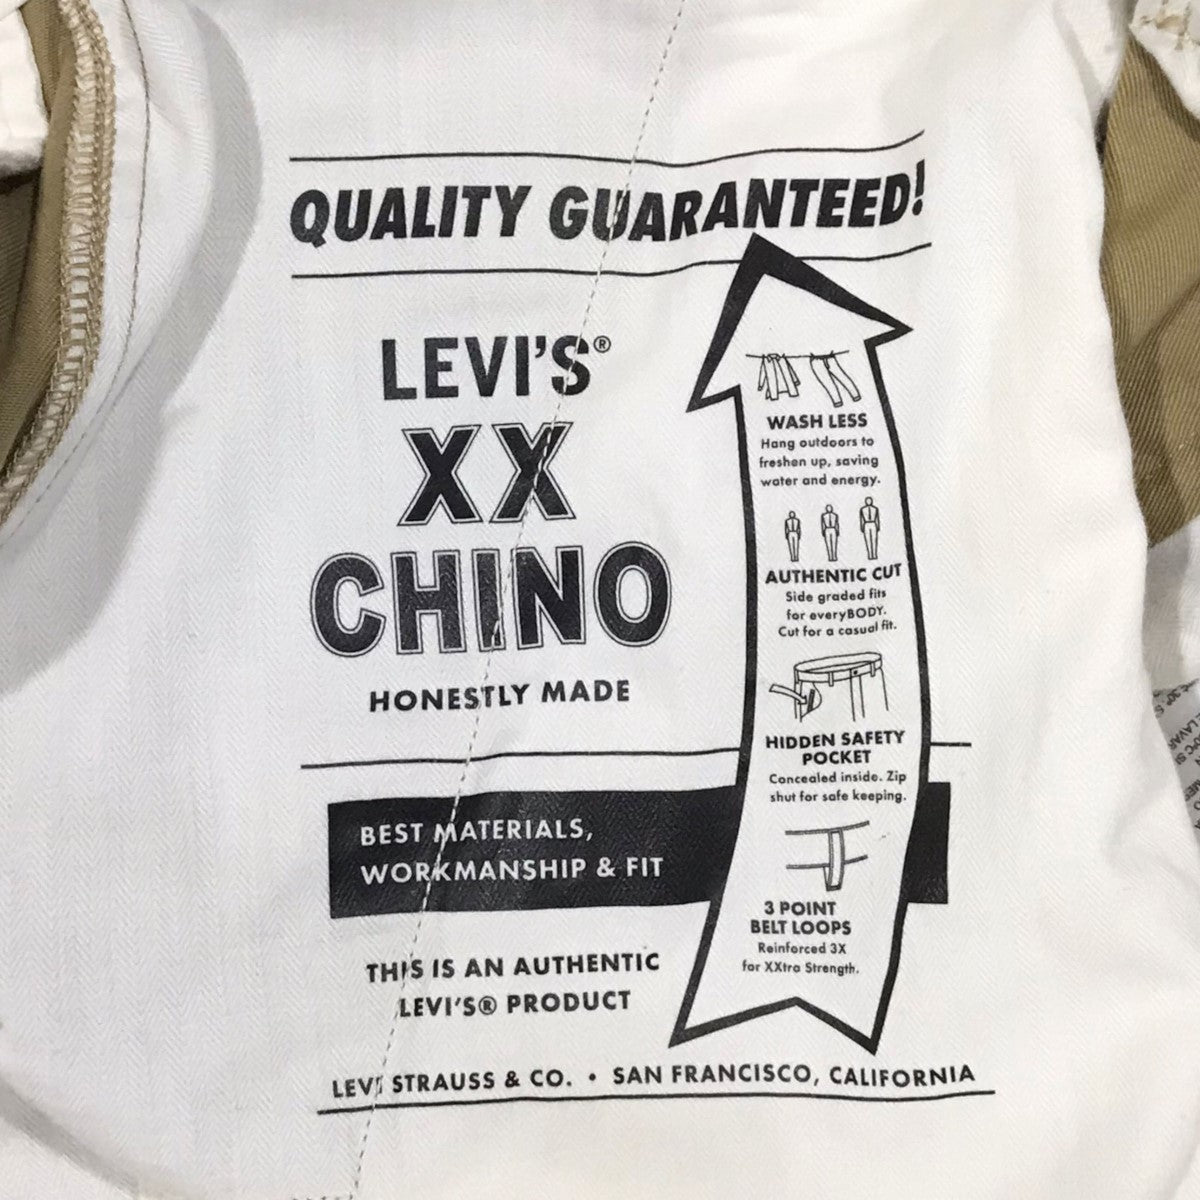 QUALITY GUARANTEED!
LEVI'S®
XX
CHINO
HONESTLY MADE
BEST MATERIALS,
WORKMANSHIP & FIT
THIS IS AN AUTHENTIC
LEVI'S® PRODUCT
WASH LESS
Hang outdoors to
freshen up, saving
water and energy.
AUTHENTIC CUT
Side graded fits
for everyBODY.
Cut for a casual fit.
HIDDEN SAFETY
POCKET
Concealed inside. Zip
shut for safe keeping.
3 POINT
BELT LOOPS
Reinforced 3X
for XXtra Strength.
LEVI STRAUSS & CO. • SAN FRANCISCO, CALIFORNIA